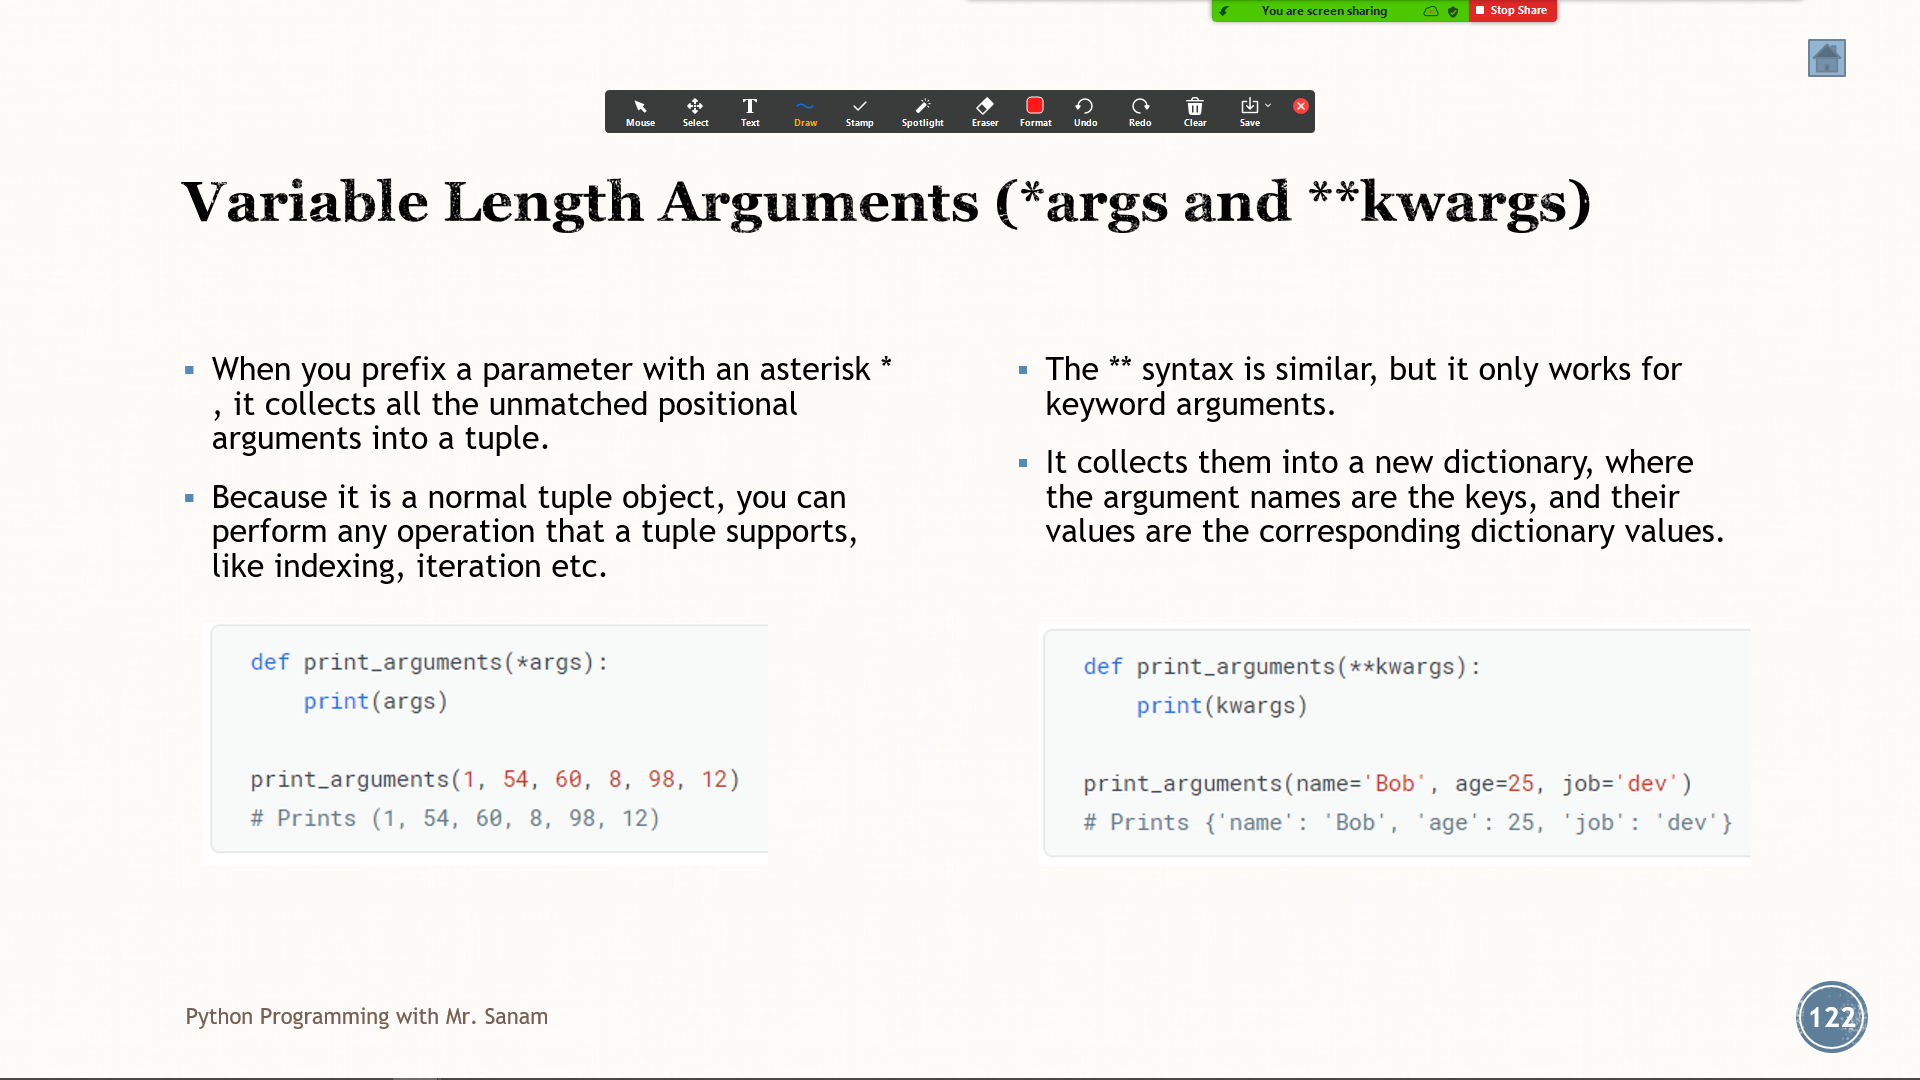 You are screen sharing
Stop Share
Mouse Select Text Draw Stamp Spotlight Eraser Format Undo Redo Clear Save
Variable Length Arguments (*args and **kwargs)
When you prefix a parameter with an asterisk *
, it collects all the unmatched positional
arguments into a tuple.
Because it is a normal tuple object, you can
perform any operation that a tuple supports,
like indexing, iteration etc.
def print_arguments(*args):
    print(args)
print_arguments(1, 54, 60, 8, 98, 12)
# Prints (1, 54, 60, 8, 98, 12)
The ** syntax is similar, but it only works for
keyword arguments.
It collects them into a new dictionary, where
the argument names are the keys, and their
values are the corresponding dictionary values.
def print_arguments(**kwargs):
    print(kwargs)
print_arguments(name='Bob', age=25, job='dev')
# Prints {'name': 'Bob', 'age': 25, 'job': 'dev'}
Python Programming with Mr. Sanam
122